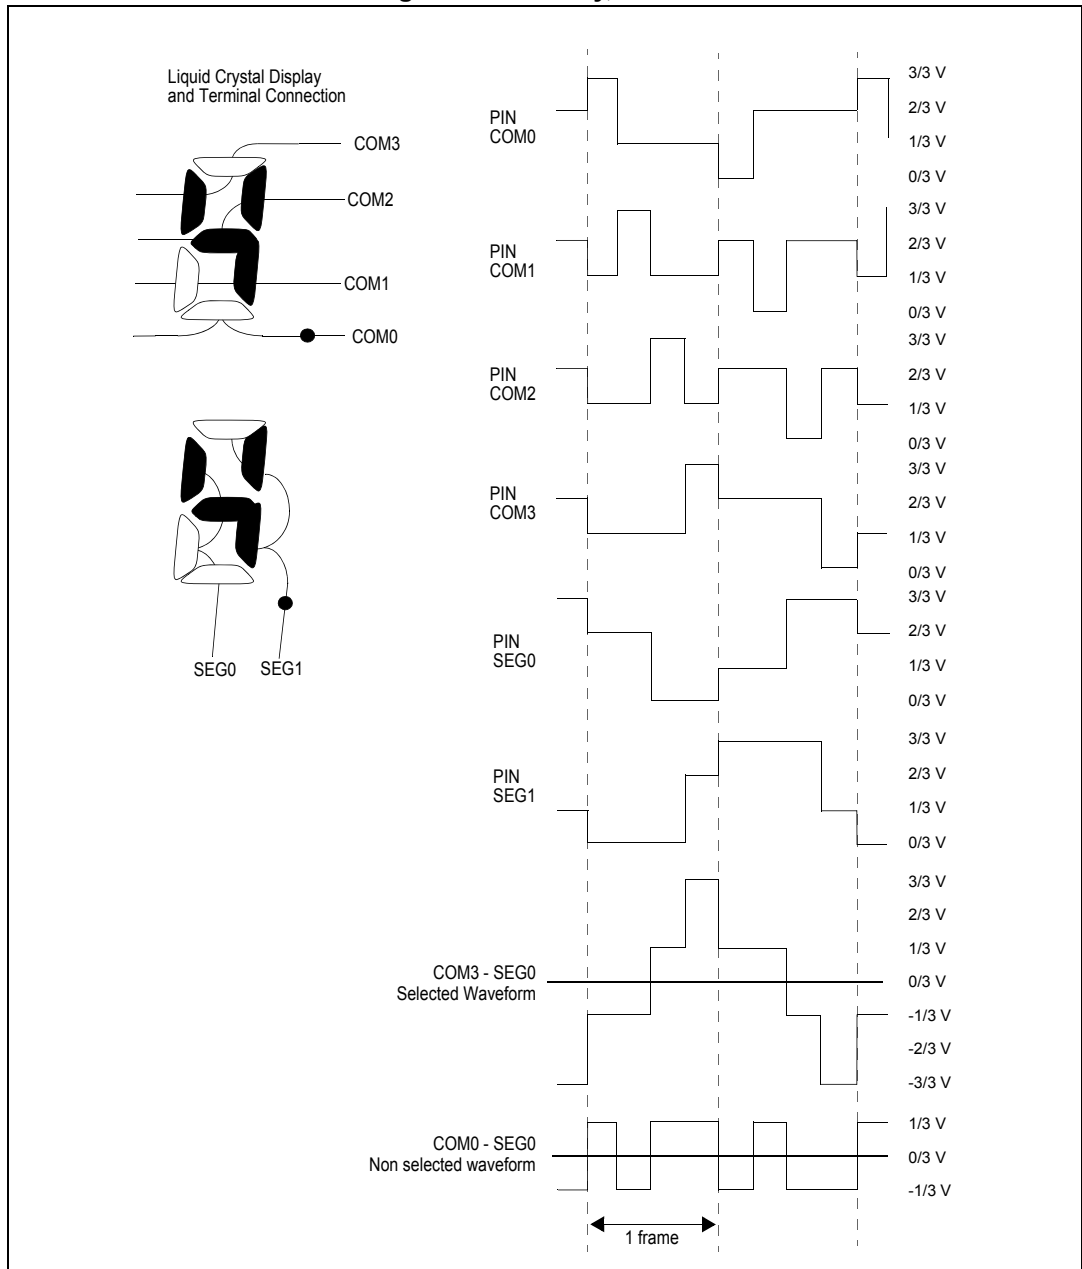 Liquid Crystal Display
and Terminal Connection
COM3
COM2
COM1
COM0
SEG0 SEG1
PIN
COM0
3/3 V
2/3 V
1/3 V
0/3 V
PIN
COM1
3/3 V
2/3 V
1/3 V
0/3 V
PIN
COM2
3/3 V
2/3 V
1/3 V
0/3 V
PIN
COM3
3/3 V
2/3 V
1/3 V
0/3 V
PIN
SEG0
3/3 V
2/3 V
1/3 V
0/3 V
PIN
SEG1
3/3 V
2/3 V
1/3 V
0/3 V
COM3 - SEG0
Selected Waveform
3/3 V
2/3 V
1/3 V
0/3 V
-1/3 V
-2/3 V
-3/3 V
COM0 - SEG0
Non selected waveform
1/3 V
0/3 V
-1/3 V
1 frame